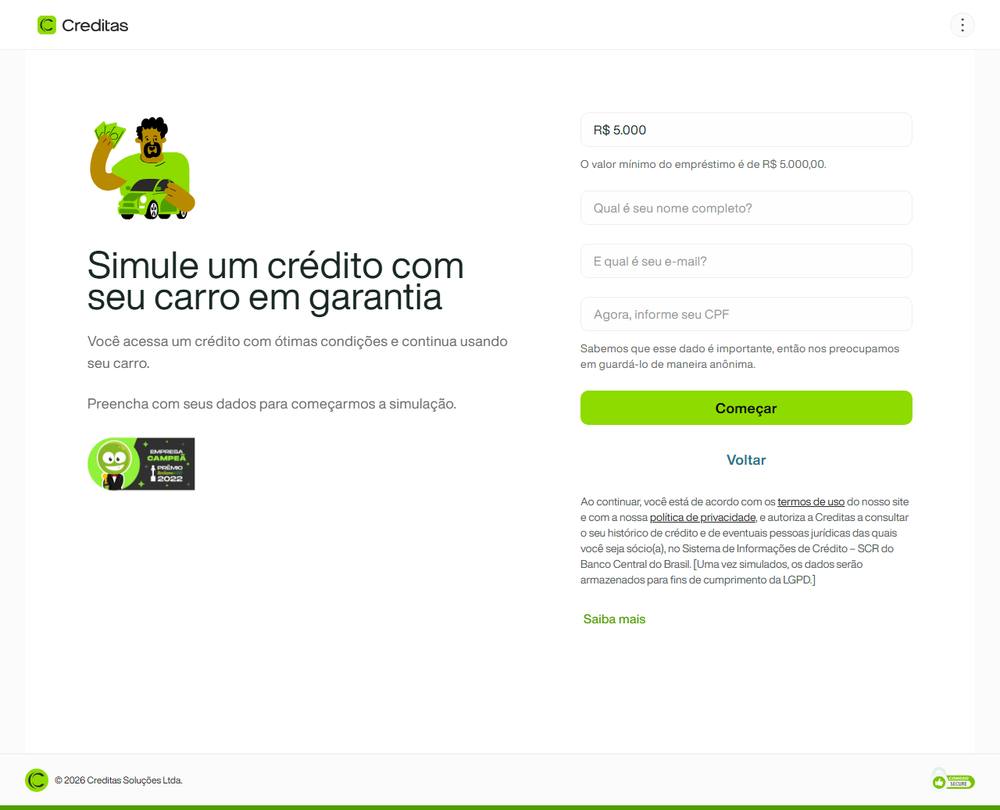 Creditas
Simule um crédito com
seu carro em garantia
Você acessa um crédito com ótimas condições e continua usando
seu carro.
Preencha com seus dados para começarmos a simulação.
EMPRESA
CAMPEÃ
PRÊMIO
2022
R$ 5.000
O valor mínimo do empréstimo é de R$ 5.000,00.
Qual é seu nome completo?
E qual é seu e-mail?
Agora, informe seu CPF
Sabemos que esse dado é importante, então nos preocupamos
em guardá-lo de maneira anônima.
Começar
Voltar
Ao continuar, você está de acordo com os termos de uso do nosso site
e com a nossa política de privacidade, e autoriza a Creditas a consultar
o seu histórico de crédito e de eventuais pessoas jurídicas das quais
você seja sócio(a), no Sistema de Informações de Crédito – SCR do
Banco Central do Brasil. [Uma vez simulados, os dados serão
armazenados para fins de cumprimento da LGPD.]
Saiba mais
© 2026 Creditas Soluções Ltda.
SECURE